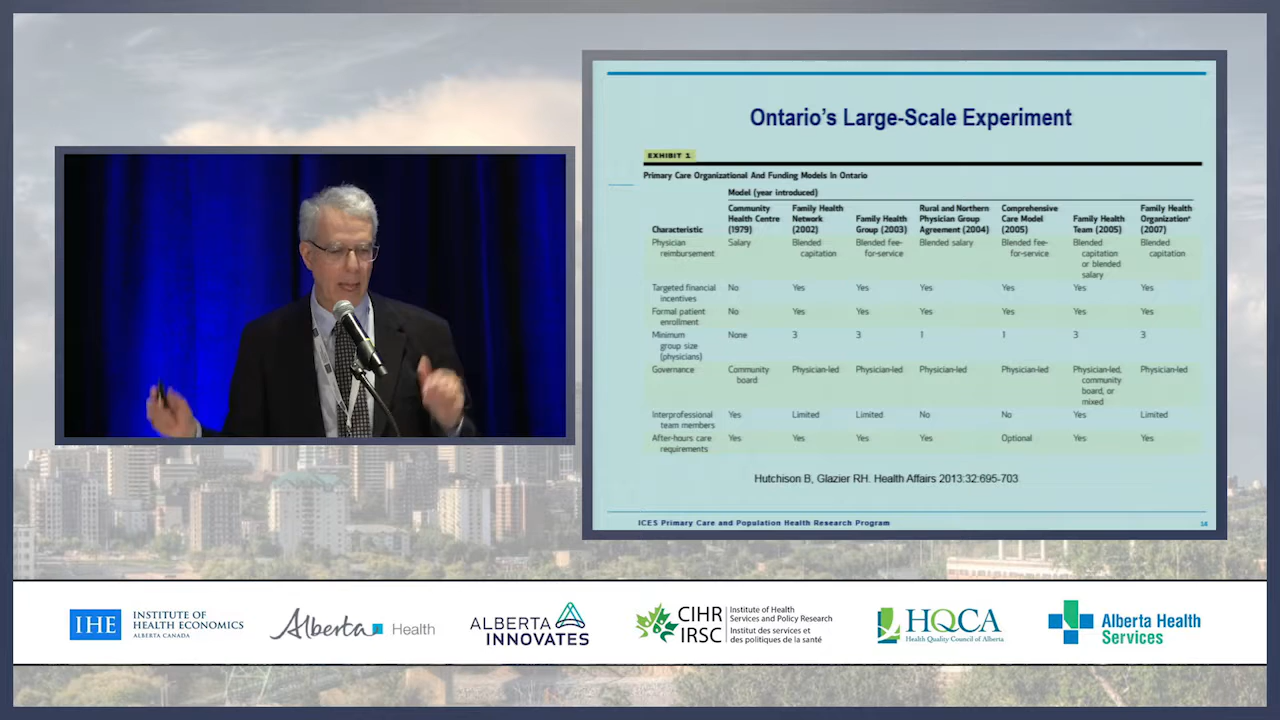 Ontario's Large-Scale Experiment
EXHIBIT 1
Primary Care Organizational And Funding Models In Ontario
Model (year introduced)
Characteristic
Community Health Centre (1979)
Family Health Network (2002)
Family Health Group (2003)
Rural and Northern Physician Group Agreement (2004)
Comprehensive Care Model (2005)
Family Health Team (2005)
Family Health Organization* (2007)
Physician reimbursement
Salary
Blended capitation
Blended fee-for-service
Blended salary
Blended fee-for-service
Blended capitation or blended salary
Blended capitation
Targeted financial incentives
No
Yes
Yes
Yes
Yes
Yes
Yes
Formal patient enrollment
No
Yes
Yes
Yes
Yes
Yes
Yes
Minimum group size (physicians)
None
3
3
1
1
3
3
Governance
Community board
Physician-led
Physician-led
Physician-led
Physician-led
Physician-led, community board, or mixed
Physician-led
Interprofessional team members
Yes
Limited
Limited
No
No
Yes
Limited
After-hours care requirements
Yes
Yes
Yes
Yes
Optional
Yes
Yes
Hutchison B, Glazier RH. Health Affairs 2013:32:695-703
ICES Primary Care and Population Health Research Program
14
IHE
INSTITUTE OF
HEALTH ECONOMICS
ALBERTA CANADA
Alberta Health
ALBERTA
INNOVATES
CIHR
IRSC
Institute of Health
Services and Policy Research
Institut des services et
des politiques de la santé
HQCA
Health Quality Council of Alberta
Alberta Health
Services